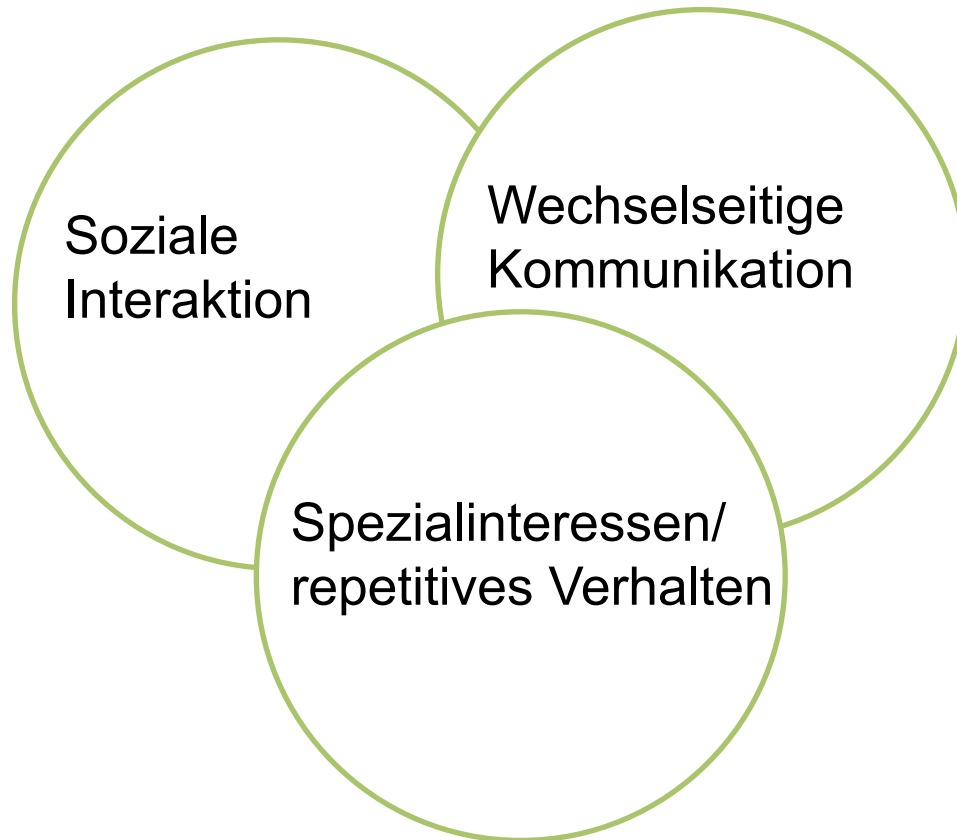 Soziale
Interaktion
Wechselseitige
Kommunikation
Spezialinteressen/
repetitives Verhalten